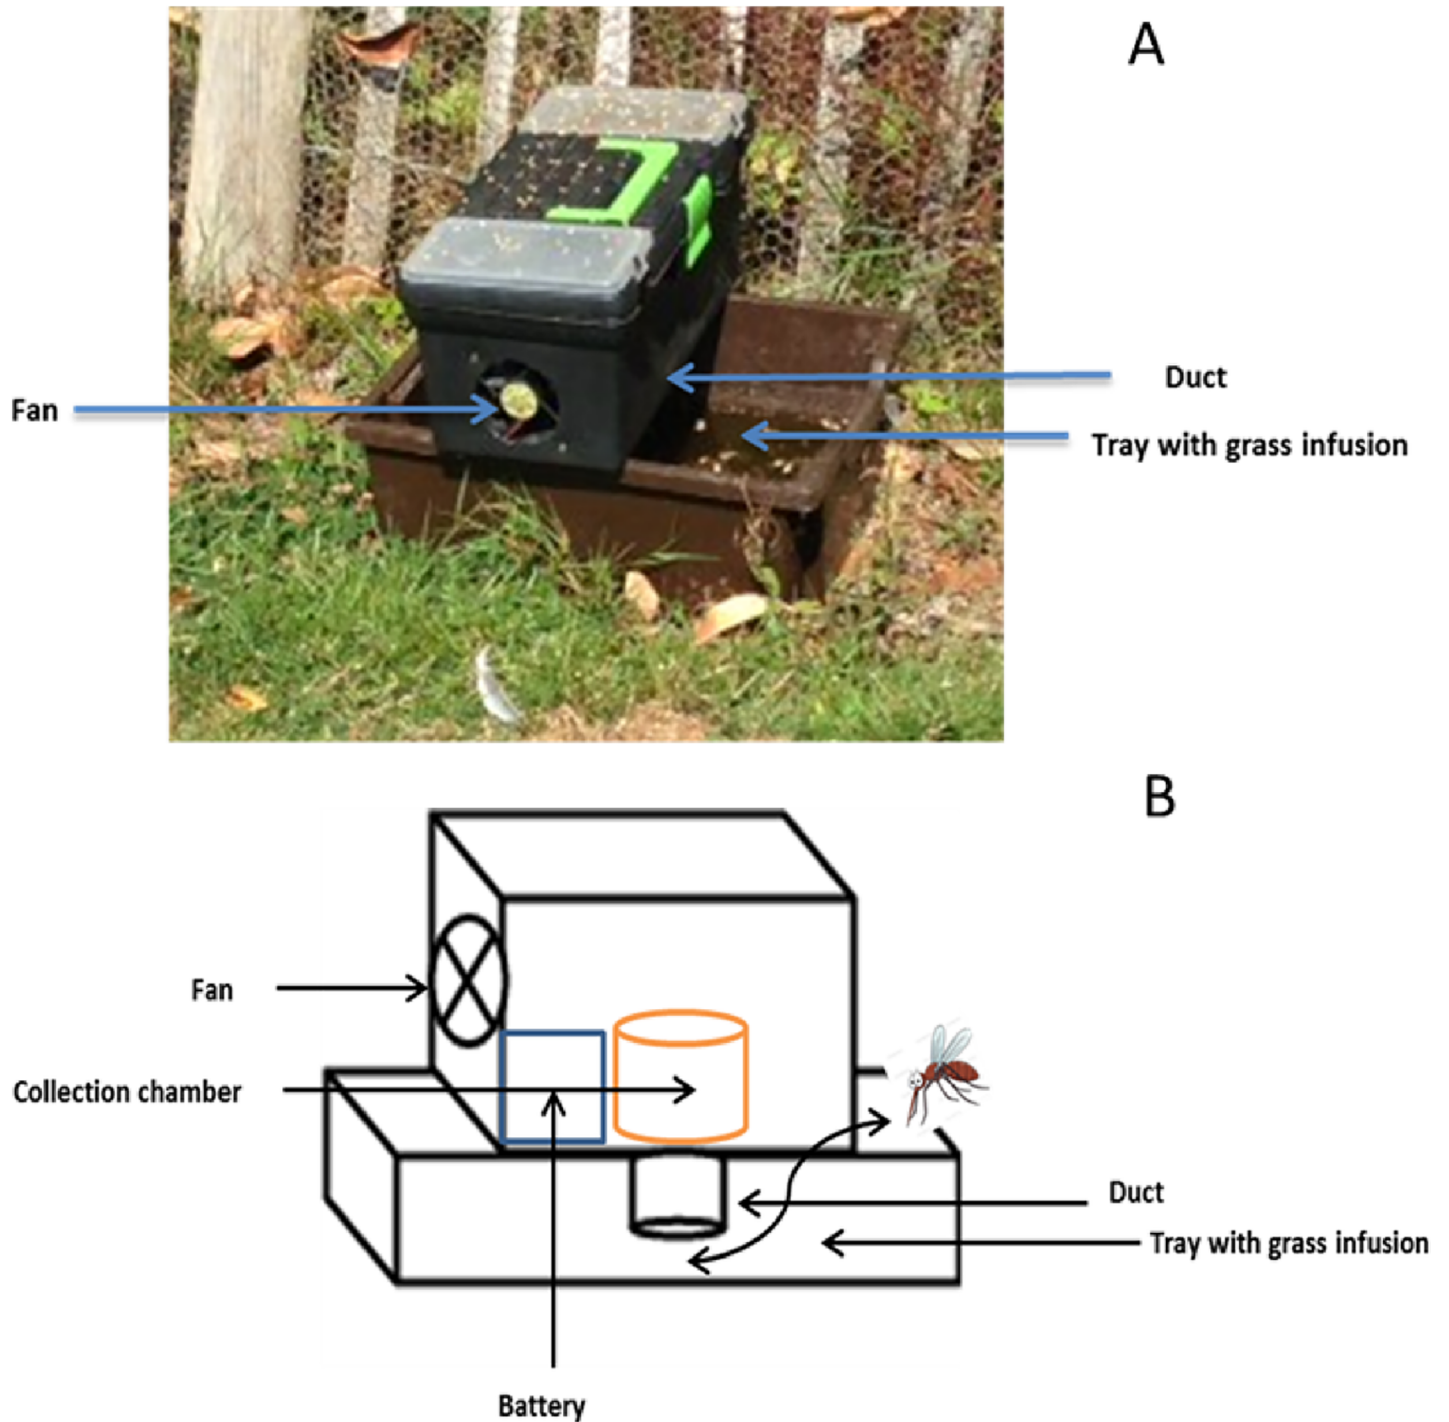 A
Duct
Fan
Tray with grass infusion
B
Fan
Collection chamber
Duct
Tray with grass infusion
Battery